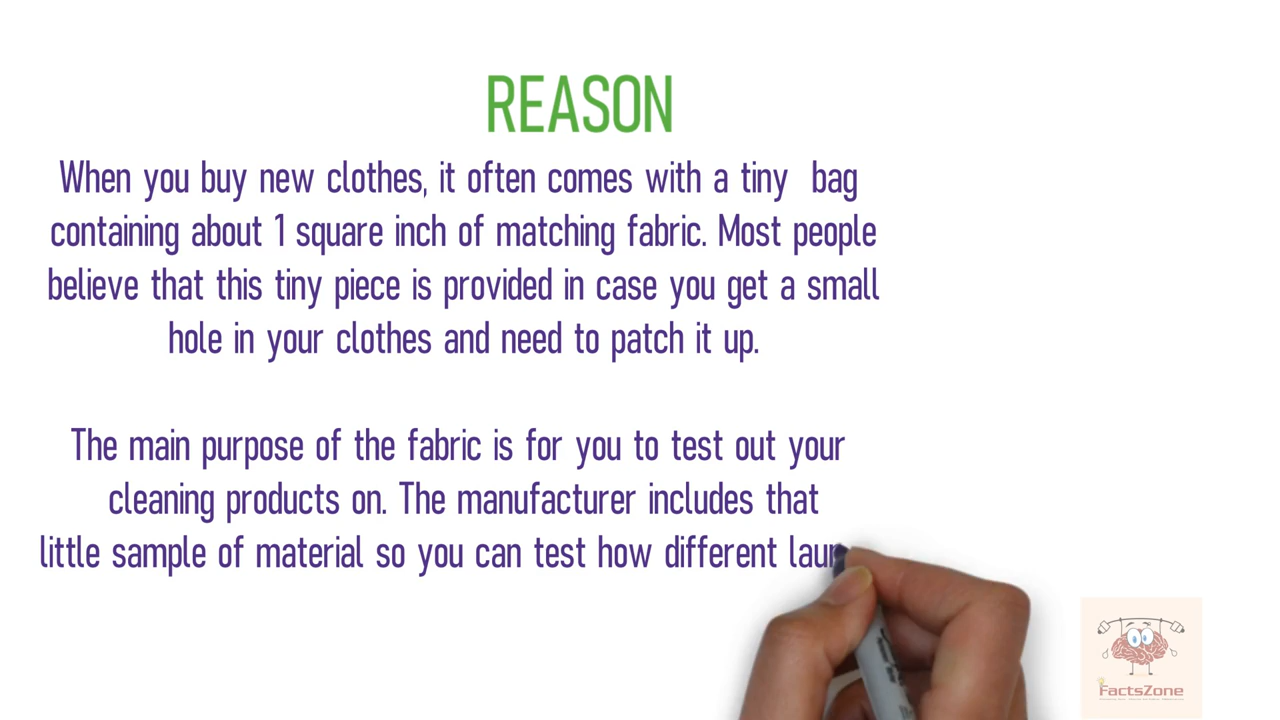 REASON
When you buy new clothes, it often comes with a tiny bag
containing about 1 square inch of matching fabric. Most people
believe that this tiny piece is provided in case you get a small
hole in your clothes and need to patch it up.
The main purpose of the fabric is for you to test out your
cleaning products on. The manufacturer includes that
little sample of material so you can test how different laun
FactsZone